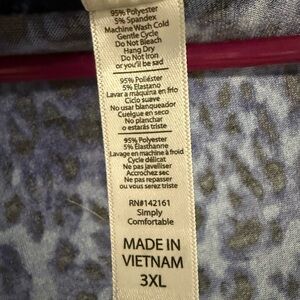 95% Polyester
5% Spandex
Machine Wash Cold
Gentle Cycle
Do Not Bleach
Hang Dry
Do Not Iron
or you'll be sad
95% Poliéster
5% Elastano
Lavar a máquina en frío
Ciclo suave
No usar blanqueador
Cuelgue en seco
No planchar
o estarás triste
95% Polyester
5% Élasthanne
Lavage en machine à froid
Cycle délicat
Ne pas javelliser
Accrochez sec
Ne pas repasser
ou vous serez triste
RN#142161
Simply
Comfortable
MADE IN
VIETNAM
3XL